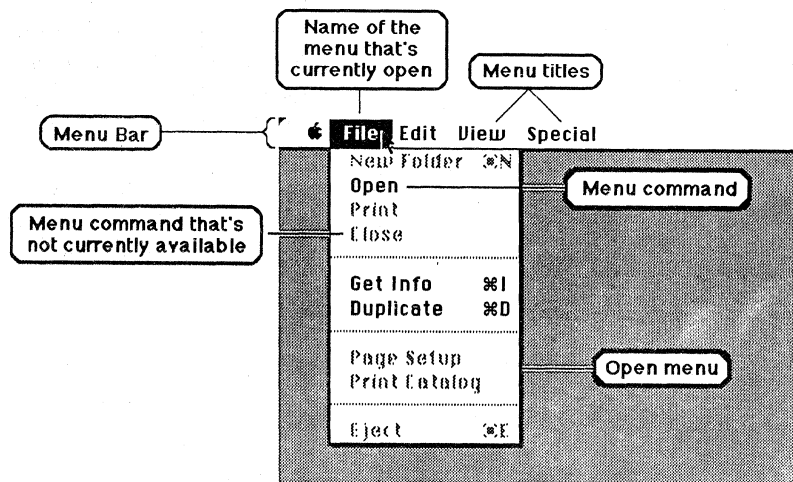 Name of the
menu that's
currently open
Menu titles
Menu Bar
File Edit View Special
New Folder ⌘N
Open
Menu command
Print
Menu command that's
not currently available
Close
Get Info ⌘I
Duplicate ⌘D
Page Setup
Open menu
Print Catalog
Eject ⌘E